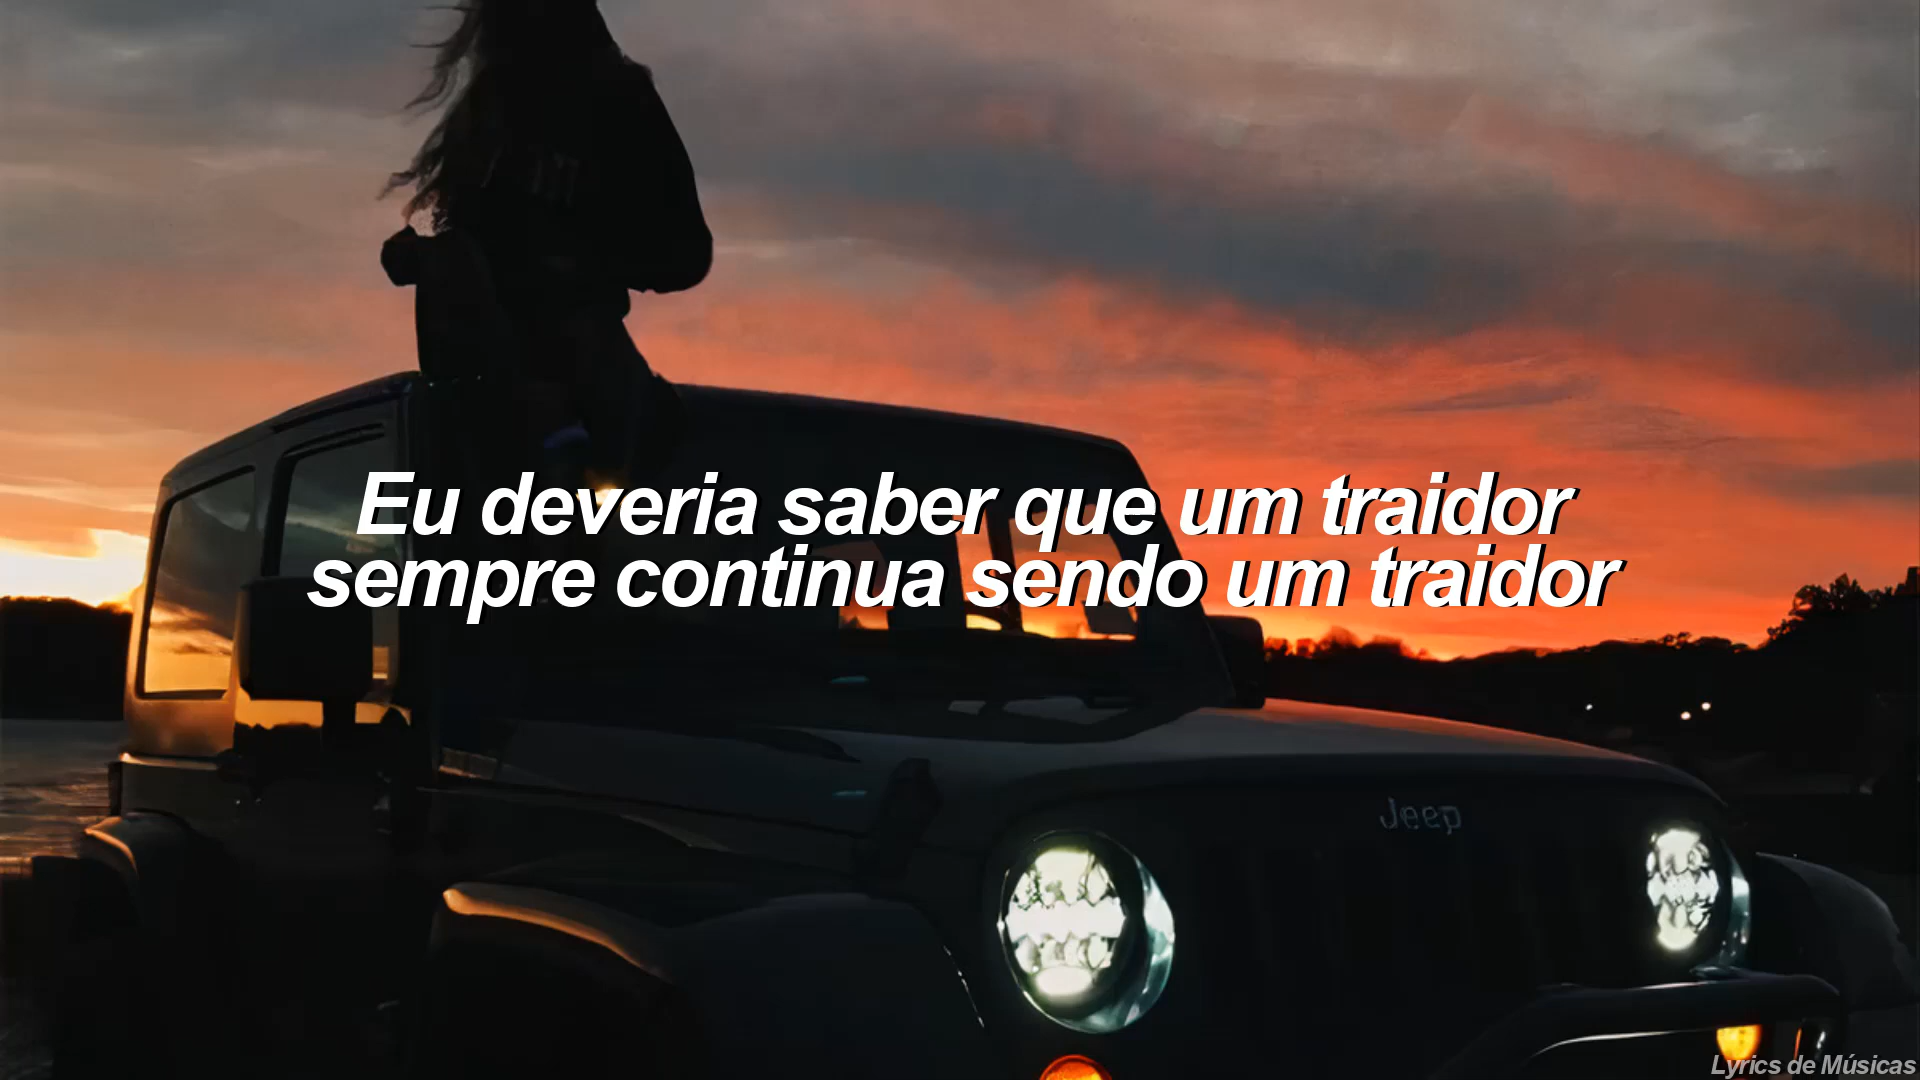 Eu deveria saber que um traidor
sempre continua sendo um traidor
Jeep
Lyrics de Músicas